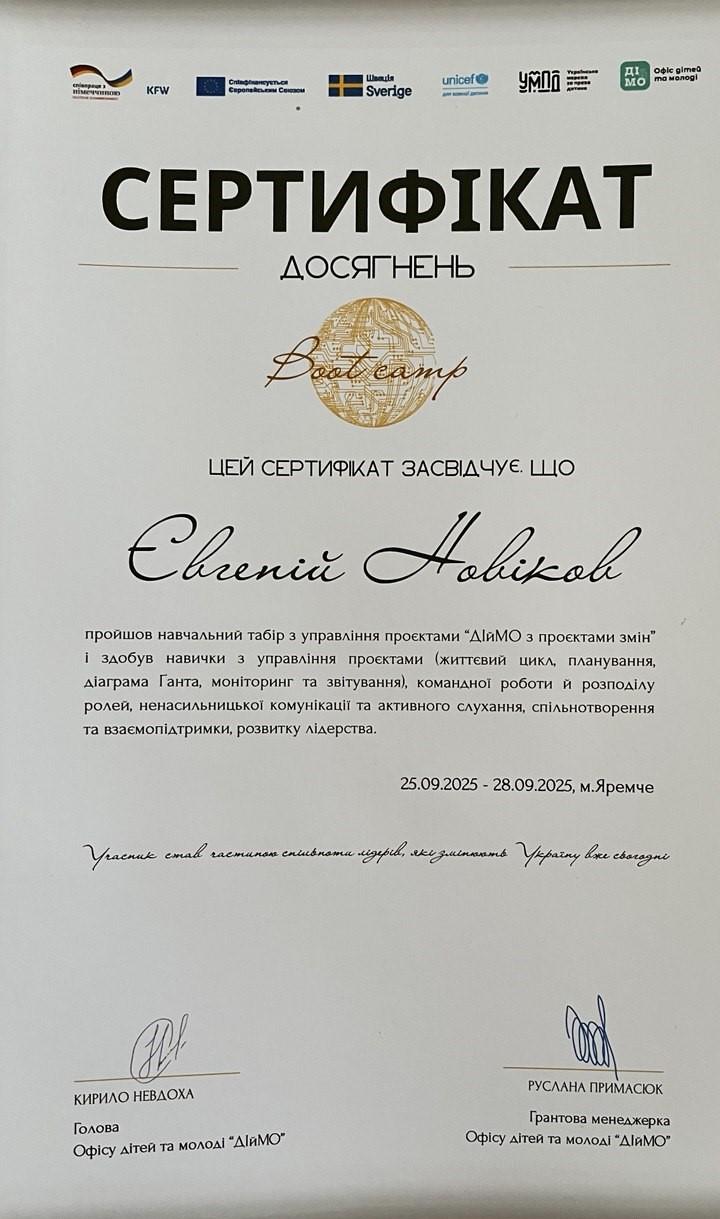 співпраця з
німеччиною
KFW
Співфінансується
Європейським Союзом
Швеція
Sverige
unicef
для кожної дитини
УМПД
Українська
мережа
за права
дитини
ДІ
МО
Офіс дітей
та молоді
СЕРТИФІКАТ
ДОСЯГНЕНЬ
Boot camp
ЦЕЙ СЕРТИФІКАТ ЗАСВІДЧУЄ. ЩО
Євгеній Новіков
пройшов навчальний табір з управління проєктами “ДІйМО з проєктами змін”
і здобув навички з управління проєктами (життєвий цикл, планування,
діаграма Ганта, моніторинг та звітування), командної роботи й розподілу
ролей, ненасильницької комунікації та активного слухання, спільнотворення
та взаємопідтримки, розвитку лідерства.
25.09.2025 - 28.09.2025, м.Яремче
Учасник став частиною спільноти лідерів, які змінюють Україну вже сьогодні
КИРИЛО НЕВДОХА
Голова
Офісу дітей та молоді “ДІйМО”
РУСЛАНА ПРИМАСЮК
Грантова менеджерка
Офісу дітей та молоді “ДІйМО”